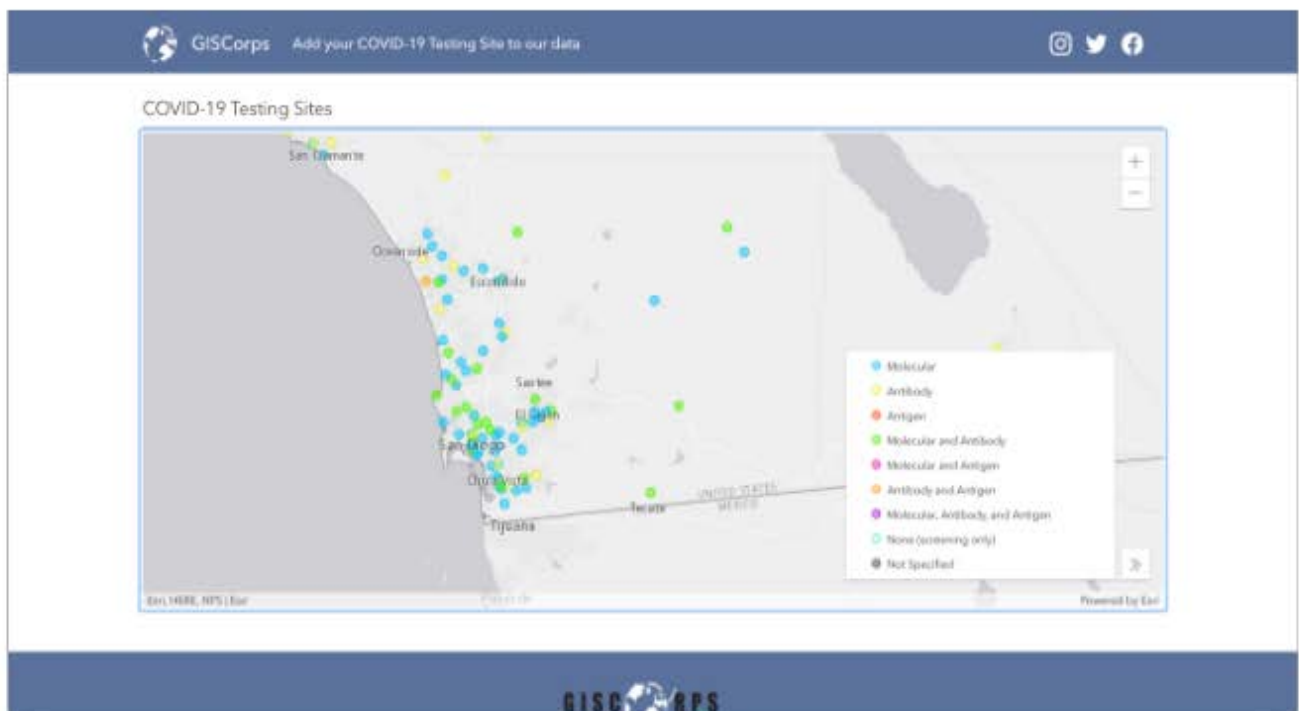 GISCorps Add your COVID-19 Testing Site to our data
COVID-19 Testing Sites
San Clemente
Oceanside
Escondido
Santee
El Cajon
San Diego
Chula Vista
Tijuana
Tecate
UNITED STATES
MEXICO
Molecular
Antibody
Antigen
Molecular and Antibody
Molecular and Antigen
Antibody and Antigen
Molecular, Antibody, and Antigen
None (screening only)
Not Specified
Esri, HERE, NPS | Esri
Powered by Esri
GISCORPS